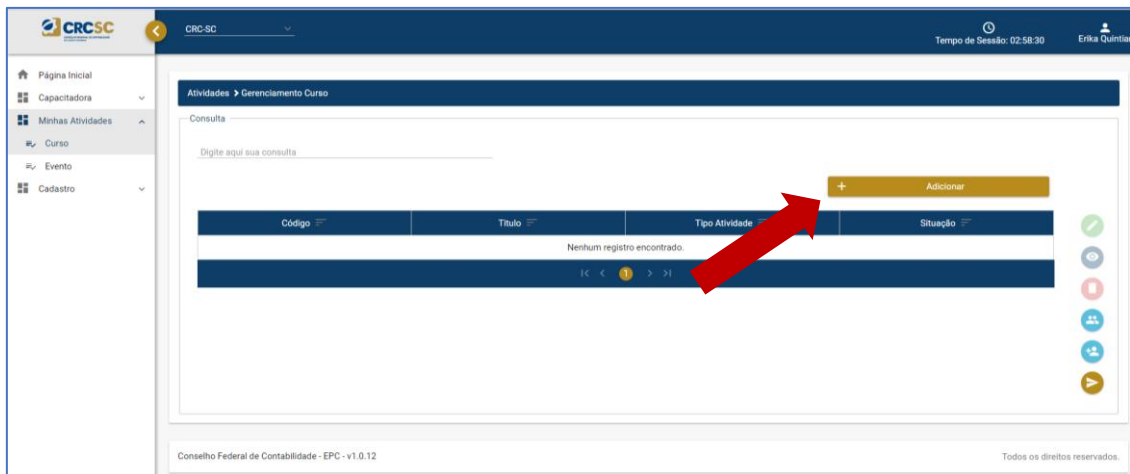 CRCSC
CRC-SC
Tempo de Sessão: 02:58:30
Erika Quintia
Página Inicial
Capacitadora
Minhas Atividades
Curso
Evento
Cadastro
Atividades > Gerenciamento Curso
Consulta
Digite aqui sua consulta
+ Adicionar
Código Título Tipo Atividade Situação
Nenhum registro encontrado.
1
Conselho Federal de Contabilidade - EPC - v1.0.12
Todos os direitos reservados.